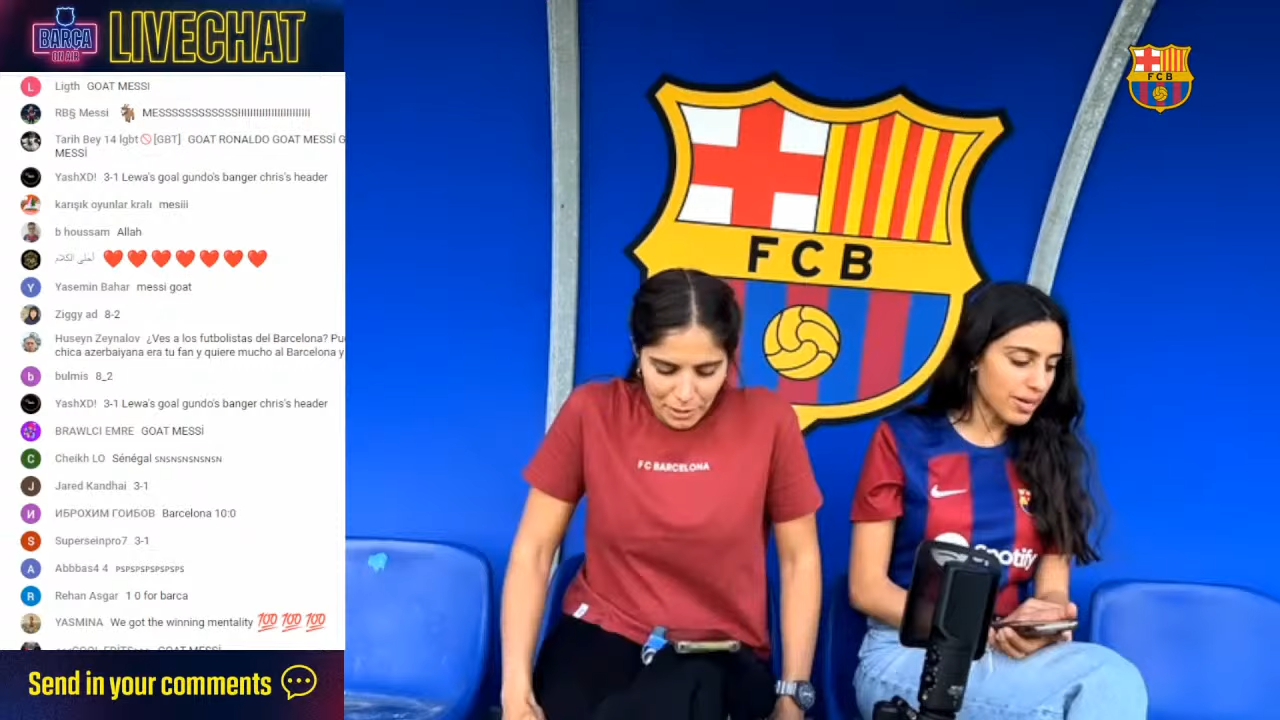 BARÇA
ON AIR
LIVECHAT
Ligth GOAT MESSI
RB§ Messi MESSSSSSSSSSSSIIIIIIIIIIIIIIIIIIIIIII
Tarih Bey 14 lgbt🚫[GBT] GOAT RONALDO GOAT MESSİ G
MESSİ
YashXD! 3-1 Lewa's goal gundo's banger chris's header
karışık oyunlar kralı mesiii
b houssam Allah
أحلى الكلام ❤️❤️❤️❤️❤️❤️❤️
Yasemin Bahar messi goat
Ziggy ad 8-2
Huseyn Zeynalov ¿Ves a los futbolistas del Barcelona? Pu
chica azerbaiyana era tu fan y quiere mucho al Barcelona y
bulmis 8_2
YashXD! 3-1 Lewa's goal gundo's banger chris's header
BRAWLCI EMRE GOAT MESSİ
Cheikh LO Sénégal 🇸🇳🇸🇳🇸🇳🇸🇳
Jared Kandhai 3-1
ИБРОХИМ ГОИБОВ Barcelona 10:0
Superseinpro7 3-1
Abbbas4 4 🇵🇸🇵🇸🇵🇸🇵🇸
Rehan Asgar 1 0 for barca
YASMINA We got the winning mentality 💯💯💯
Send in your comments
FCB
FCB
FC BARCELONA
Spotify